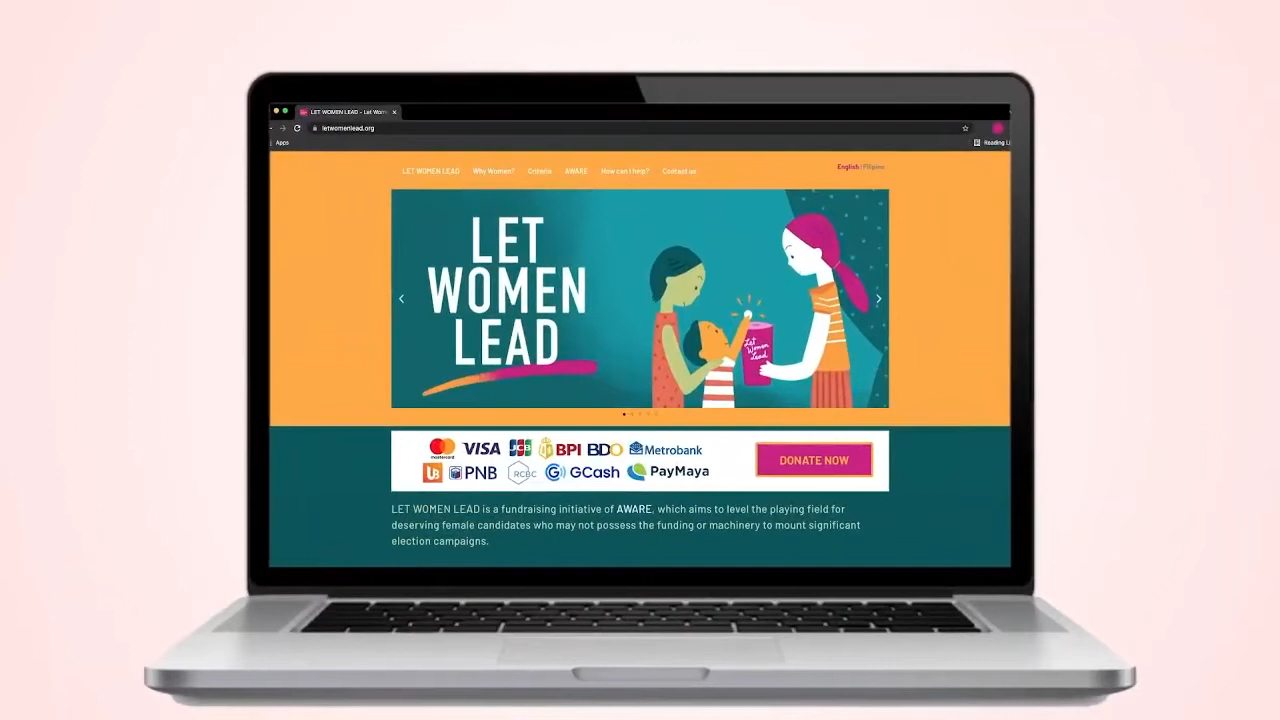 LET WOMEN LEAD - Let Wom
letwomenlead.org
Apps
Reading Li
LET WOMEN LEAD Why Women? Criteria AWARE How can I help? Contact us
English | Filipino
LET
WOMEN
LEAD
Let
Women
Lead
mastercard VISA JCB BPI BDO Metrobank
UB PNB RCBC GCash PayMaya
DONATE NOW
LET WOMEN LEAD is a fundraising initiative of AWARE, which aims to level the playing field for
deserving female candidates who may not possess the funding or machinery to mount significant
election campaigns.